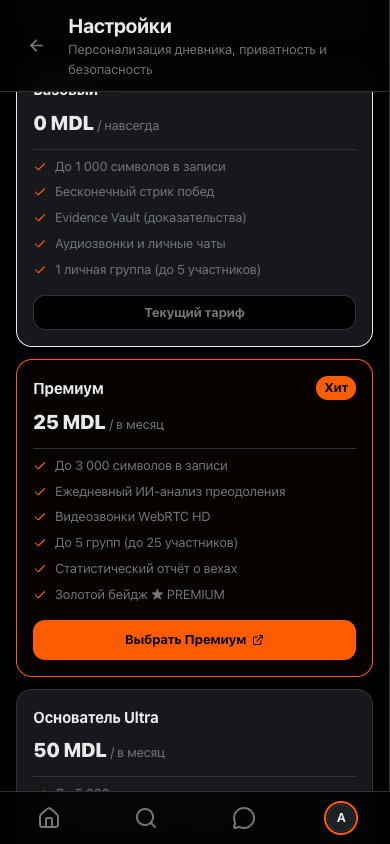 Настройки
Персонализация дневника, приватность и
безопасность
Базовый
0 MDL / навсегда
До 1 000 символов в записи
Бесконечный стрик побед
Evidence Vault (доказательства)
Аудиозвонки и личные чаты
1 личная группа (до 5 участников)
Текущий тариф
Премиум
Хит
25 MDL / в месяц
До 3 000 символов в записи
Ежедневный ИИ-анализ преодоления
Видеозвонки WebRTC HD
До 5 групп (до 25 участников)
Статистический отчёт о вехах
Золотой бейдж ★ PREMIUM
Выбрать Премиум
Основатель Ultra
50 MDL / в месяц
A